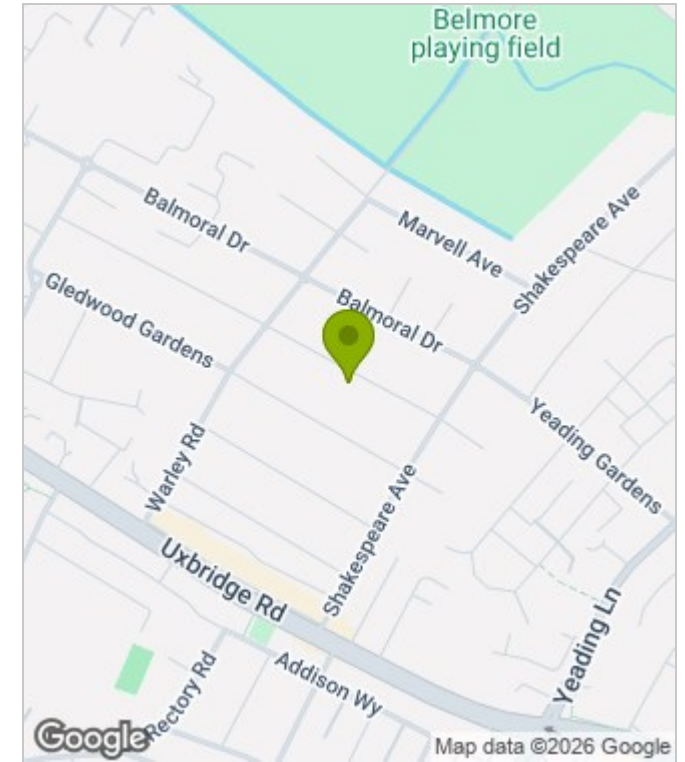 Belmore
playing field
Balmoral Dr
Marvell Ave
Shakespeare Ave
Gledwood Gardens
Balmoral Dr
Yeading Gardens
Warley Rd
Shakespeare Ave
Uxbridge Rd
Yeading Ln
Rectory Rd
Addison Wy
Google
Map data ©2026 Google